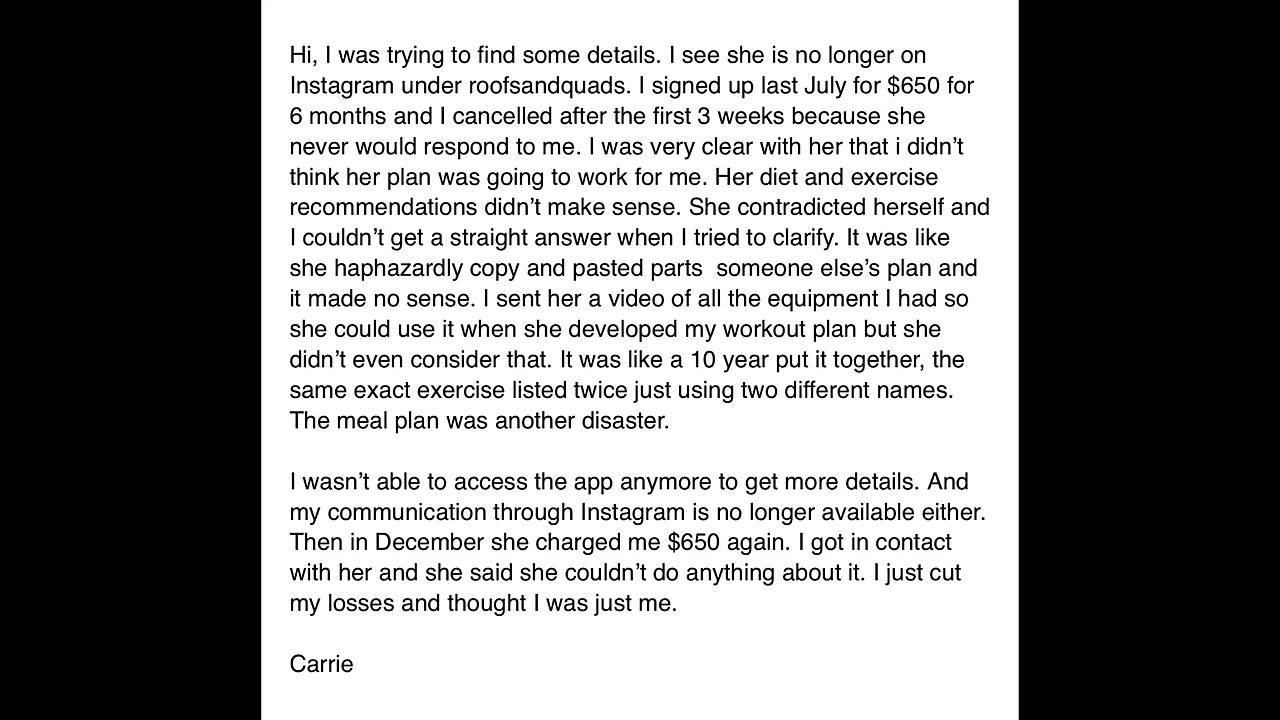 Hi, I was trying to find some details. I see she is no longer on
Instagram under roofsandquads. I signed up last July for $650 for
6 months and I cancelled after the first 3 weeks because she
never would respond to me. I was very clear with her that i didn’t
think her plan was going to work for me. Her diet and exercise
recommendations didn’t make sense. She contradicted herself and
I couldn’t get a straight answer when I tried to clarify. It was like
she haphazardly copy and pasted parts  someone else’s plan and
it made no sense. I sent her a video of all the equipment I had so
she could use it when she developed my workout plan but she
didn’t even consider that. It was like a 10 year put it together, the
same exact exercise listed twice just using two different names.
The meal plan was another disaster.
I wasn’t able to access the app anymore to get more details. And
my communication through Instagram is no longer available either.
Then in December she charged me $650 again. I got in contact
with her and she said she couldn’t do anything about it. I just cut
my losses and thought I was just me.
Carrie